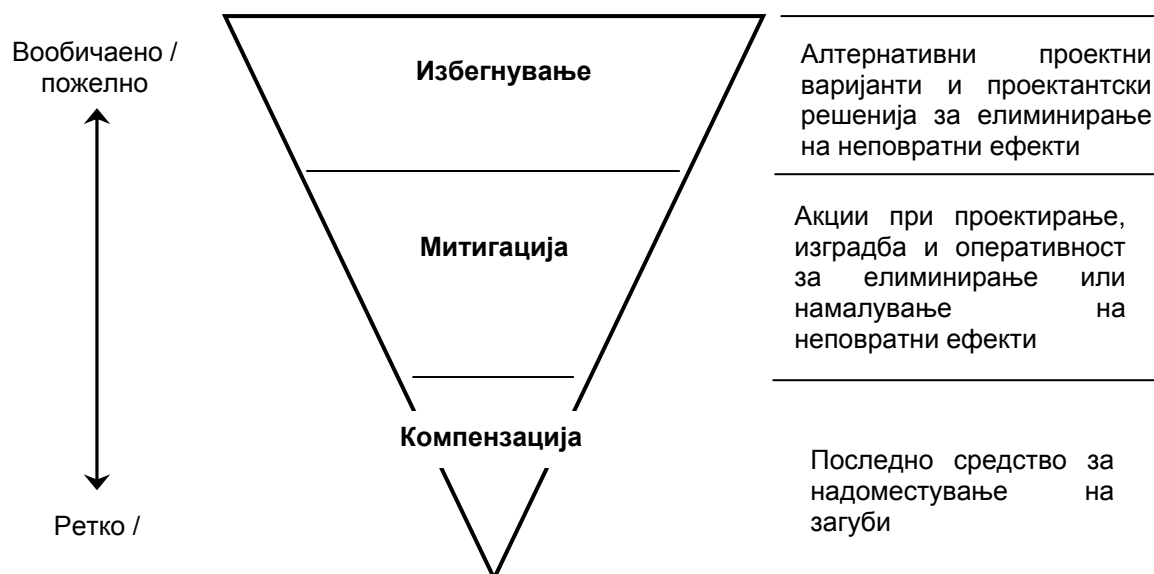 Вообичаено /
пожелно
Избегнување
Алтернативни проектни
варијанти и проектантски
решенија за елиминирање
на неповратни ефекти
Митигација
Акции при проектирање,
изградба и оперативност
за елиминирање или
намалување на
неповратни ефекти
Компензација
Последно средство за
надоместување на
загуби
Ретко /